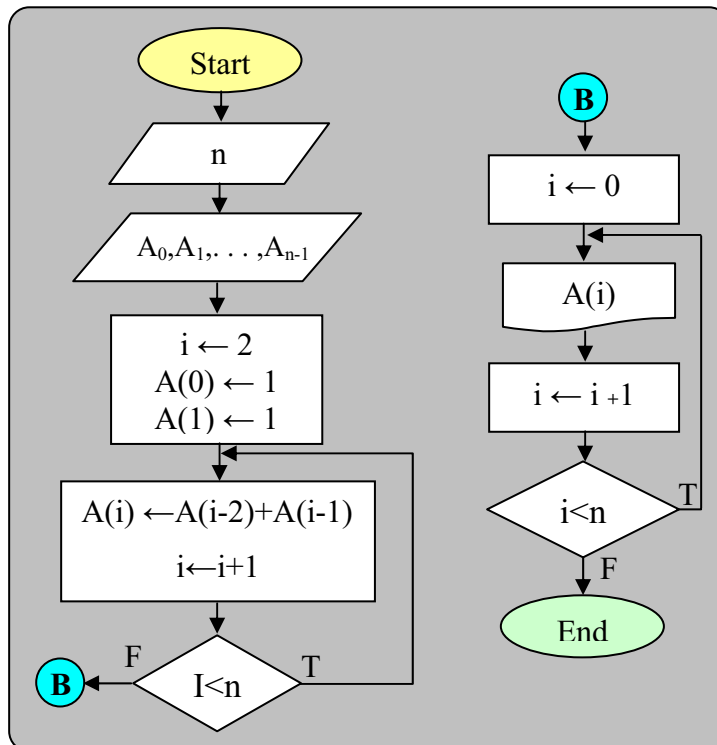 Start
n
A0,A1,. . . ,An-1
i ← 2
A(0) ← 1
A(1) ← 1
A(i) ←A(i-2)+A(i-1)
i←i+1
I<n
F
T
B
B
i ← 0
A(i)
i ← i +1
i<n
T
F
End